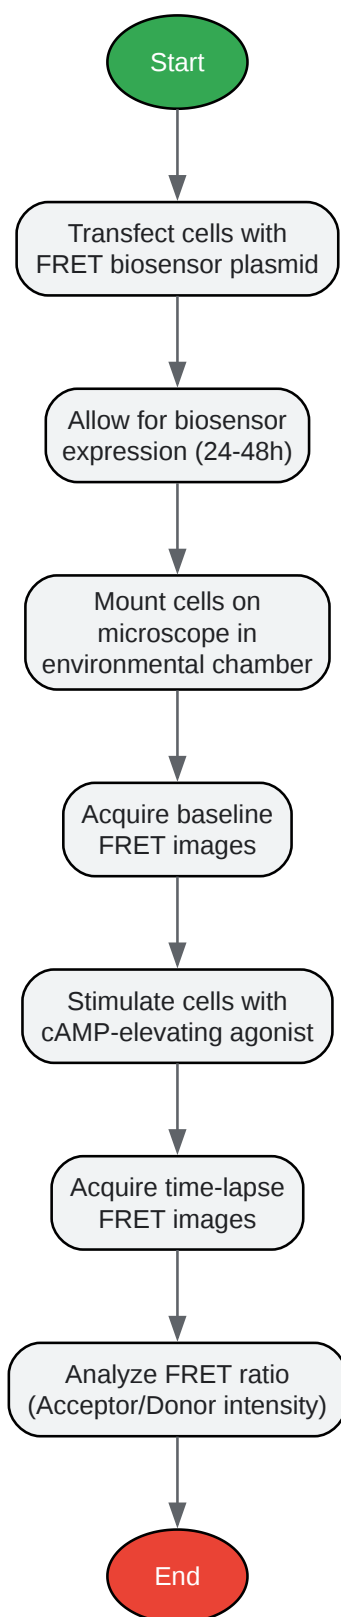 Start
Transfect cells with
FRET biosensor plasmid
Allow for biosensor
expression (24-48h)
Mount cells on
microscope in
environmental chamber
Acquire baseline
FRET images
Stimulate cells with
cAMP-elevating agonist
Acquire time-lapse
FRET images
Analyze FRET ratio
(Acceptor/Donor intensity)
End